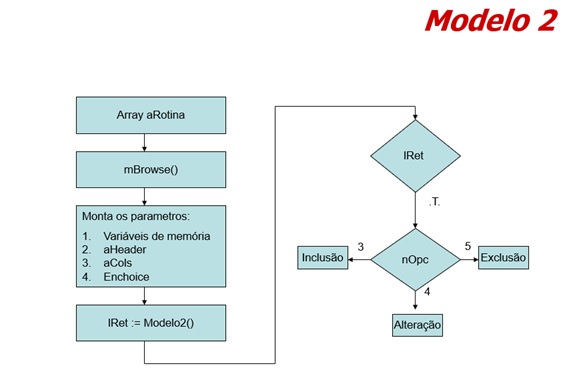 Modelo 2
Array aRotina
mBrowse()
Monta os parametros:
1. Variáveis de memória
2. aHeader
3. aCols
4. Enchoice
lRet := Modelo2()
lRet
.T.
nOpc
3
Inclusão
5
Exclusão
4
Alteração